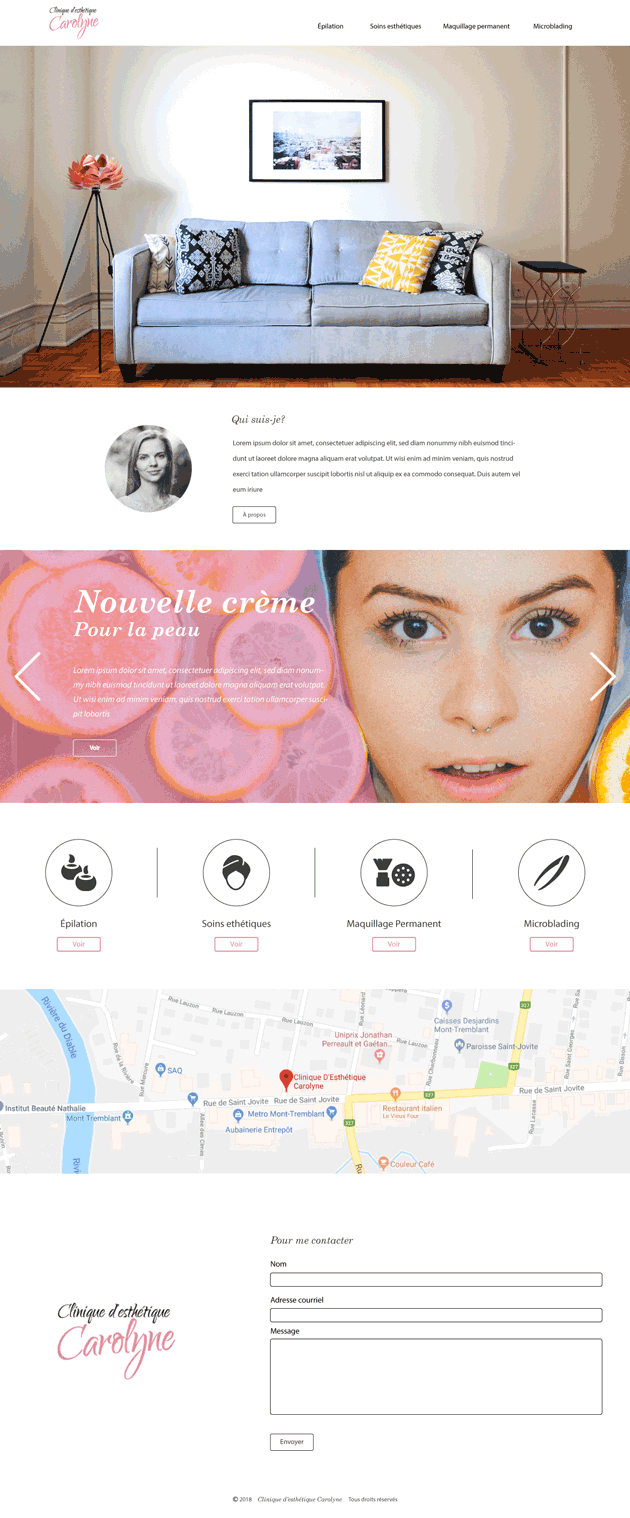 Clinique d'esthétique
Carolyne
Épilation
Soins esthétiques
Maquillage permanent
Microblading
Qui suis-je?
Lorem ipsum dolor sit amet, consectetuer adipiscing elit, sed diam nonummy nibh euismod tinci-
dunt ut laoreet dolore magna aliquam erat volutpat. Ut wisi enim ad minim veniam, quis nostrud
exerci tation ullamcorper suscipit lobortis nisl ut aliquip ex ea commodo consequat. Duis autem vel
eum iriure
À propos
Nouvelle crème
Pour la peau
Lorem ipsum dolor sit amet, consectetuer adipiscing elit, sed diam nonum-
my nibh euismod tincidunt ut laoreet dolore magna aliquam erat volutpat.
Ut wisi enim ad minim veniam, quis nostrud exerci tation ullamcorper susci-
pit lobortis
Voir
Épilation
Soins ethétiques
Maquillage Permanent
Microblading
Voir
Voir
Voir
Voir
Rivière du Diable
Rue Lauzon
Rue Lauzon
Rue Lauzon
Rue Léonard
Caisses Desjardins
Mont-Tremblant
327
Uniprix Jonathan
Perreault et Gaétan...
Rue Lauzon
Paroisse Saint-Jovite
Rue Saint Georges
Rue de la Rivière
Rue Mercure
SAQ
Clinique D'Esthétique
Carolyne
Rue Charbonneau
327
Rue de Saint Jovite
Institut Beauté Nathalie
Rue de Saint Jovite
Rue de Saint Jovite
327
Restaurant italien
Le Vieux Four
Mont Tremblant
Metro Mont-Tremblant
Aubainerie Entrepôt
327
Allée des Cimes
Couleur Café
Pour me contacter
Nom
Adresse courriel
Message
Clinique d'esthétique
Carolyne
Envoyer
© 2018 Clinique d'esthétique Carolyne Tous droits réservés